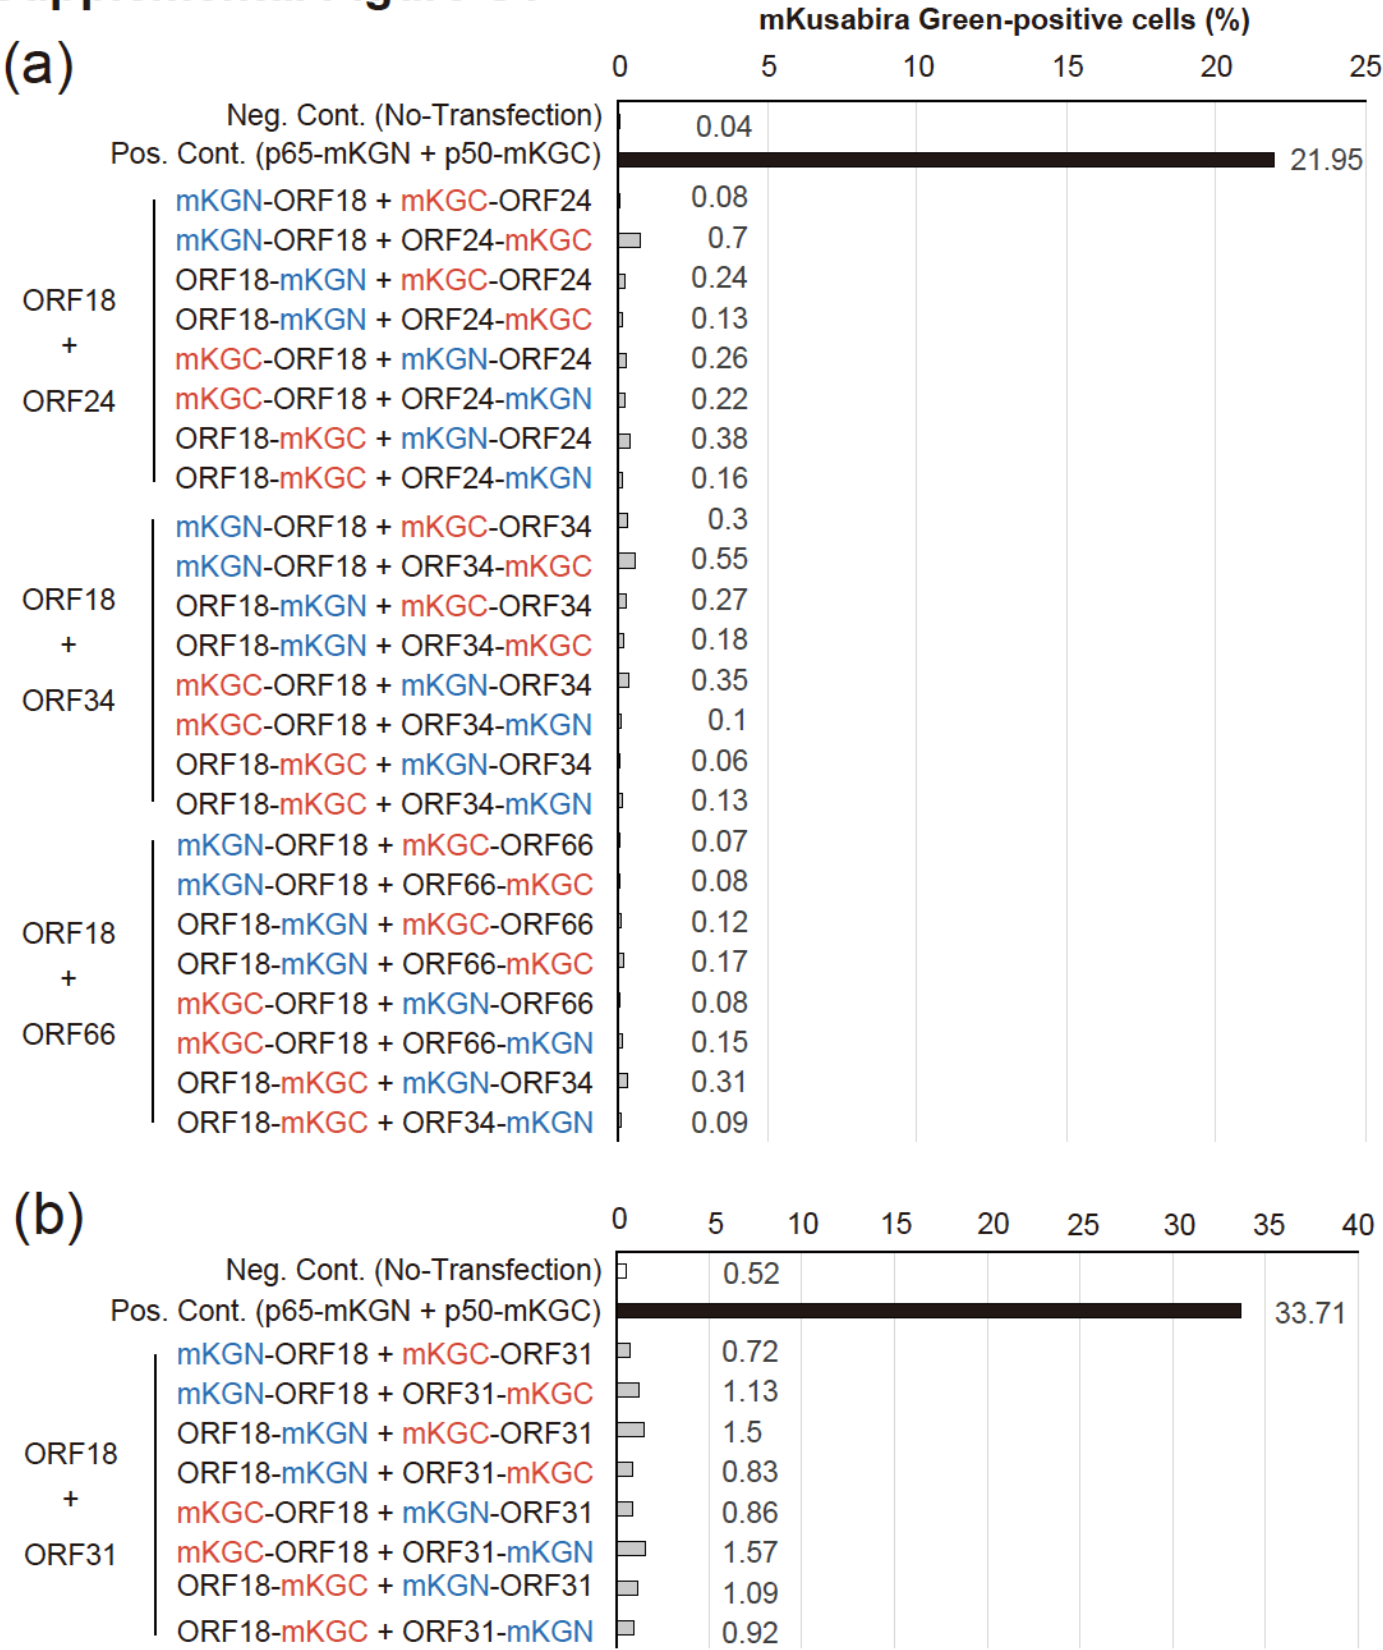 mKusabira Green-positive cells (%)
(a)
0 5 10 15 20 25
Neg. Cont. (No-Transfection) 0.04
Pos. Cont. (p65-mKGN + p50-mKGC) 21.95
ORF18
+
ORF24
mKGN-ORF18 + mKGC-ORF24 0.08
mKGN-ORF18 + ORF24-mKGC 0.7
ORF18-mKGN + mKGC-ORF24 0.24
ORF18-mKGN + ORF24-mKGC 0.13
mKGC-ORF18 + mKGN-ORF24 0.26
mKGC-ORF18 + ORF24-mKGN 0.22
ORF18-mKGC + mKGN-ORF24 0.38
ORF18-mKGC + ORF24-mKGN 0.16
ORF18
+
ORF34
mKGN-ORF18 + mKGC-ORF34 0.3
mKGN-ORF18 + ORF34-mKGC 0.55
ORF18-mKGN + mKGC-ORF34 0.27
ORF18-mKGN + ORF34-mKGC 0.18
mKGC-ORF18 + mKGN-ORF34 0.35
mKGC-ORF18 + ORF34-mKGN 0.1
ORF18-mKGC + mKGN-ORF34 0.06
ORF18-mKGC + ORF34-mKGN 0.13
ORF18
+
ORF66
mKGN-ORF18 + mKGC-ORF66 0.07
mKGN-ORF18 + ORF66-mKGC 0.08
ORF18-mKGN + mKGC-ORF66 0.12
ORF18-mKGN + ORF66-mKGC 0.17
mKGC-ORF18 + mKGN-ORF66 0.08
mKGC-ORF18 + ORF66-mKGN 0.15
ORF18-mKGC + mKGN-ORF34 0.31
ORF18-mKGC + ORF34-mKGN 0.09
(b)
0 5 10 15 20 25 30 35 40
Neg. Cont. (No-Transfection) 0.52
Pos. Cont. (p65-mKGN + p50-mKGC) 33.71
ORF18
+
ORF31
mKGN-ORF18 + mKGC-ORF31 0.72
mKGN-ORF18 + ORF31-mKGC 1.13
ORF18-mKGN + mKGC-ORF31 1.5
ORF18-mKGN + ORF31-mKGC 0.83
mKGC-ORF18 + mKGN-ORF31 0.86
mKGC-ORF18 + ORF31-mKGN 1.57
ORF18-mKGC + mKGN-ORF31 1.09
ORF18-mKGC + ORF31-mKGN 0.92